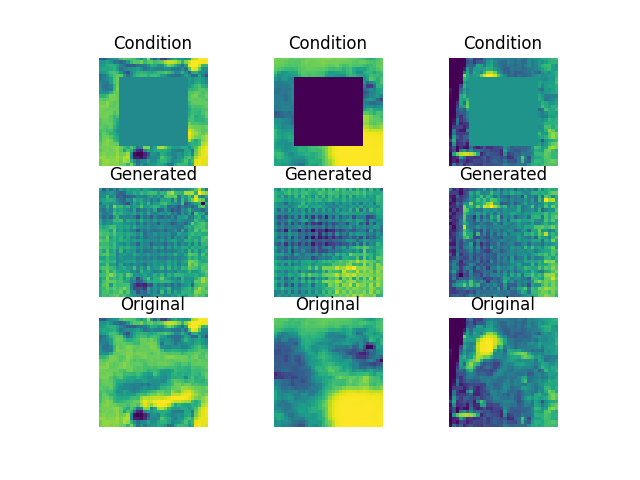 Condition Condition Condition
Generated Generated Generated
Original Original Original